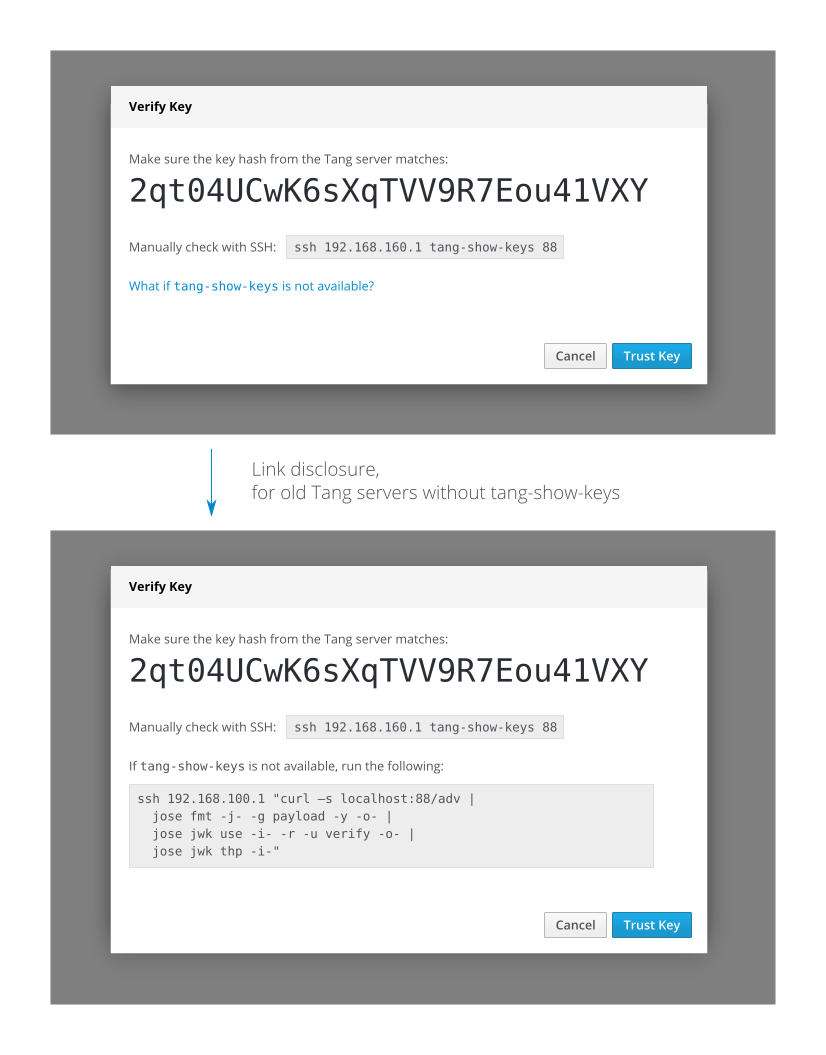 Verify Key
Make sure the key hash from the Tang server matches:
2qt04UCwK6sXqTVV9R7Eou41VXY
Manually check with SSH: ssh 192.168.160.1 tang-show-keys 88
What if tang-show-keys is not available?
Cancel Trust Key
Link disclosure,
for old Tang servers without tang-show-keys
Verify Key
Make sure the key hash from the Tang server matches:
2qt04UCwK6sXqTVV9R7Eou41VXY
Manually check with SSH: ssh 192.168.160.1 tang-show-keys 88
If tang-show-keys is not available, run the following:
ssh 192.168.100.1 "curl –s localhost:88/adv |
jose fmt -j- -g payload -y -o- |
jose jwk use -i- -r -u verify -o- |
jose jwk thp -i-"
Cancel Trust Key